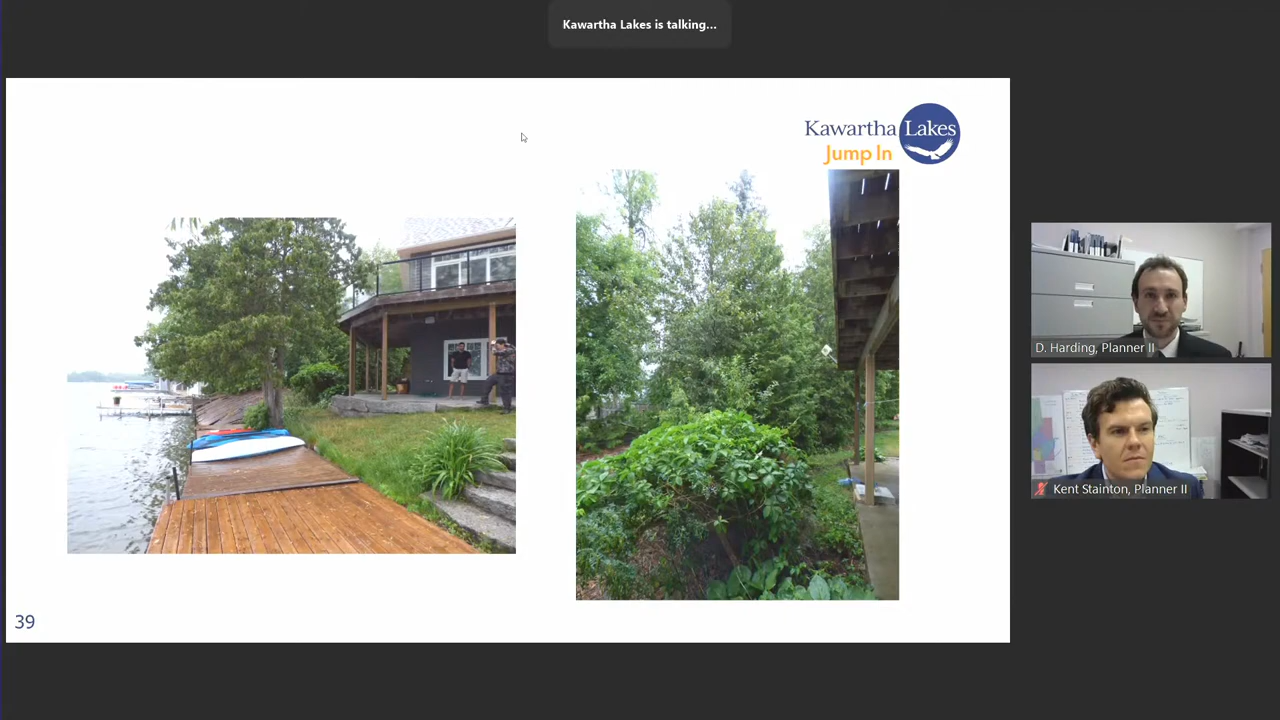 Kawartha Lakes is talking...
Kawartha Lakes
Jump In
D. Harding, Planner II
Kent Stainton, Planner II
39